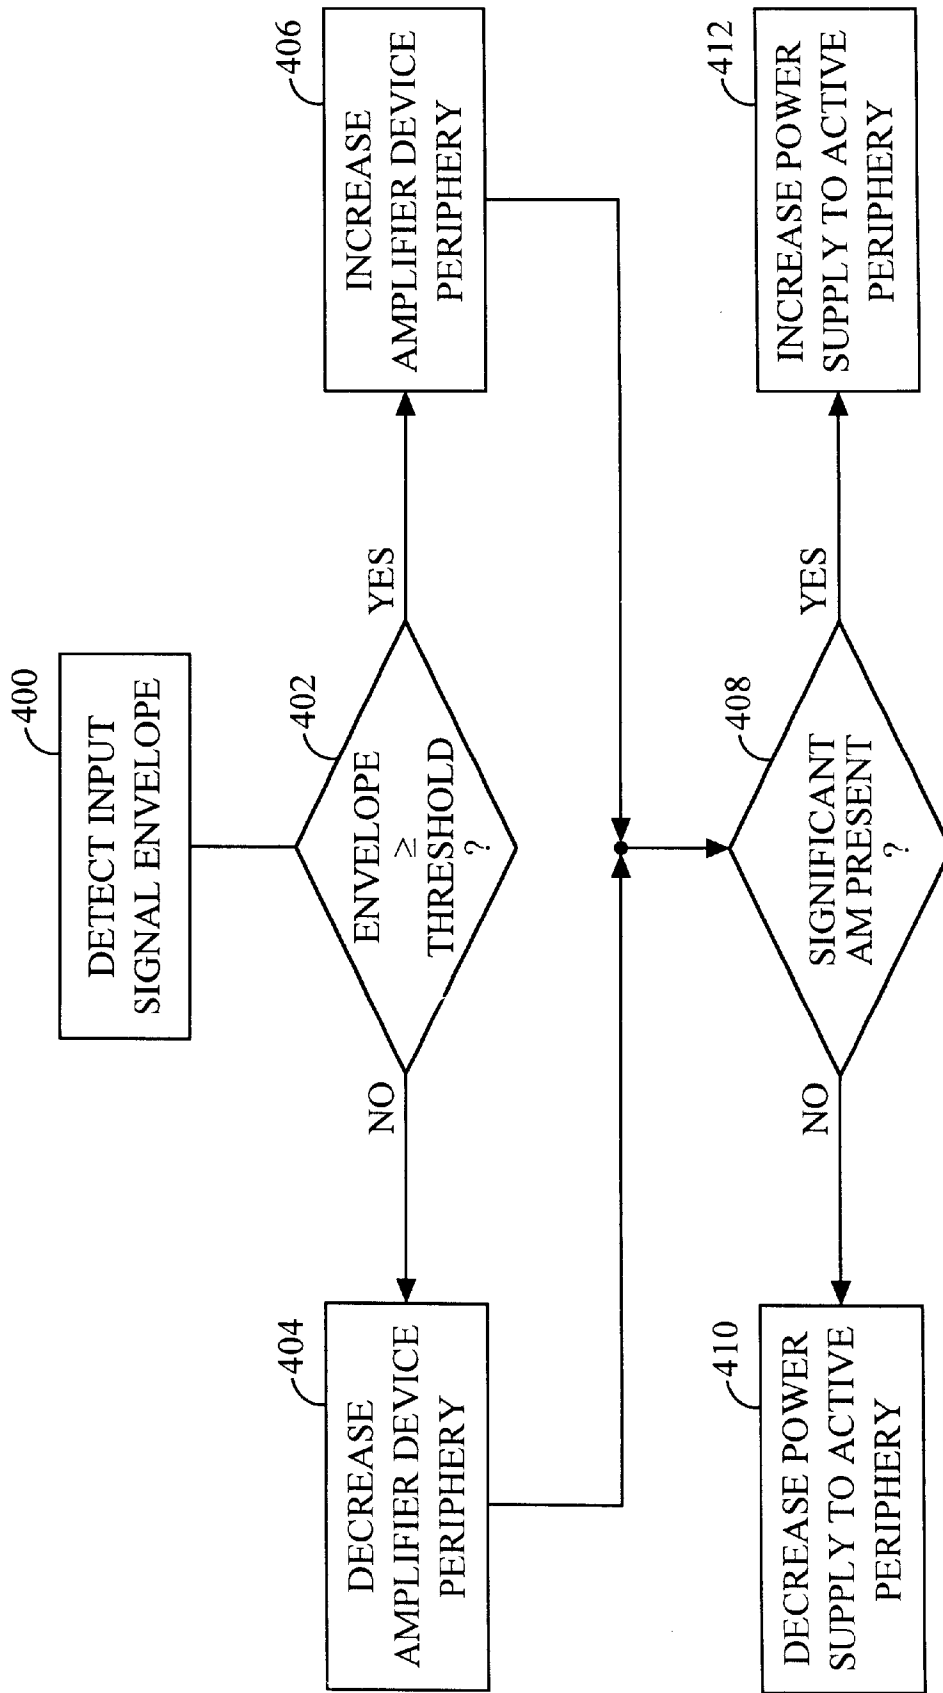 400
DETECT INPUT
SIGNAL ENVELOPE
402
ENVELOPE
≥
THRESHOLD
?
NO
YES
404
DECREASE
AMPLIFIER DEVICE
PERIPHERY
406
INCREASE
AMPLIFIER DEVICE
PERIPHERY
408
SIGNIFICANT
AM PRESENT
?
NO
YES
410
DECREASE POWER
SUPPLY TO ACTIVE
PERIPHERY
412
INCREASE POWER
SUPPLY TO ACTIVE
PERIPHERY